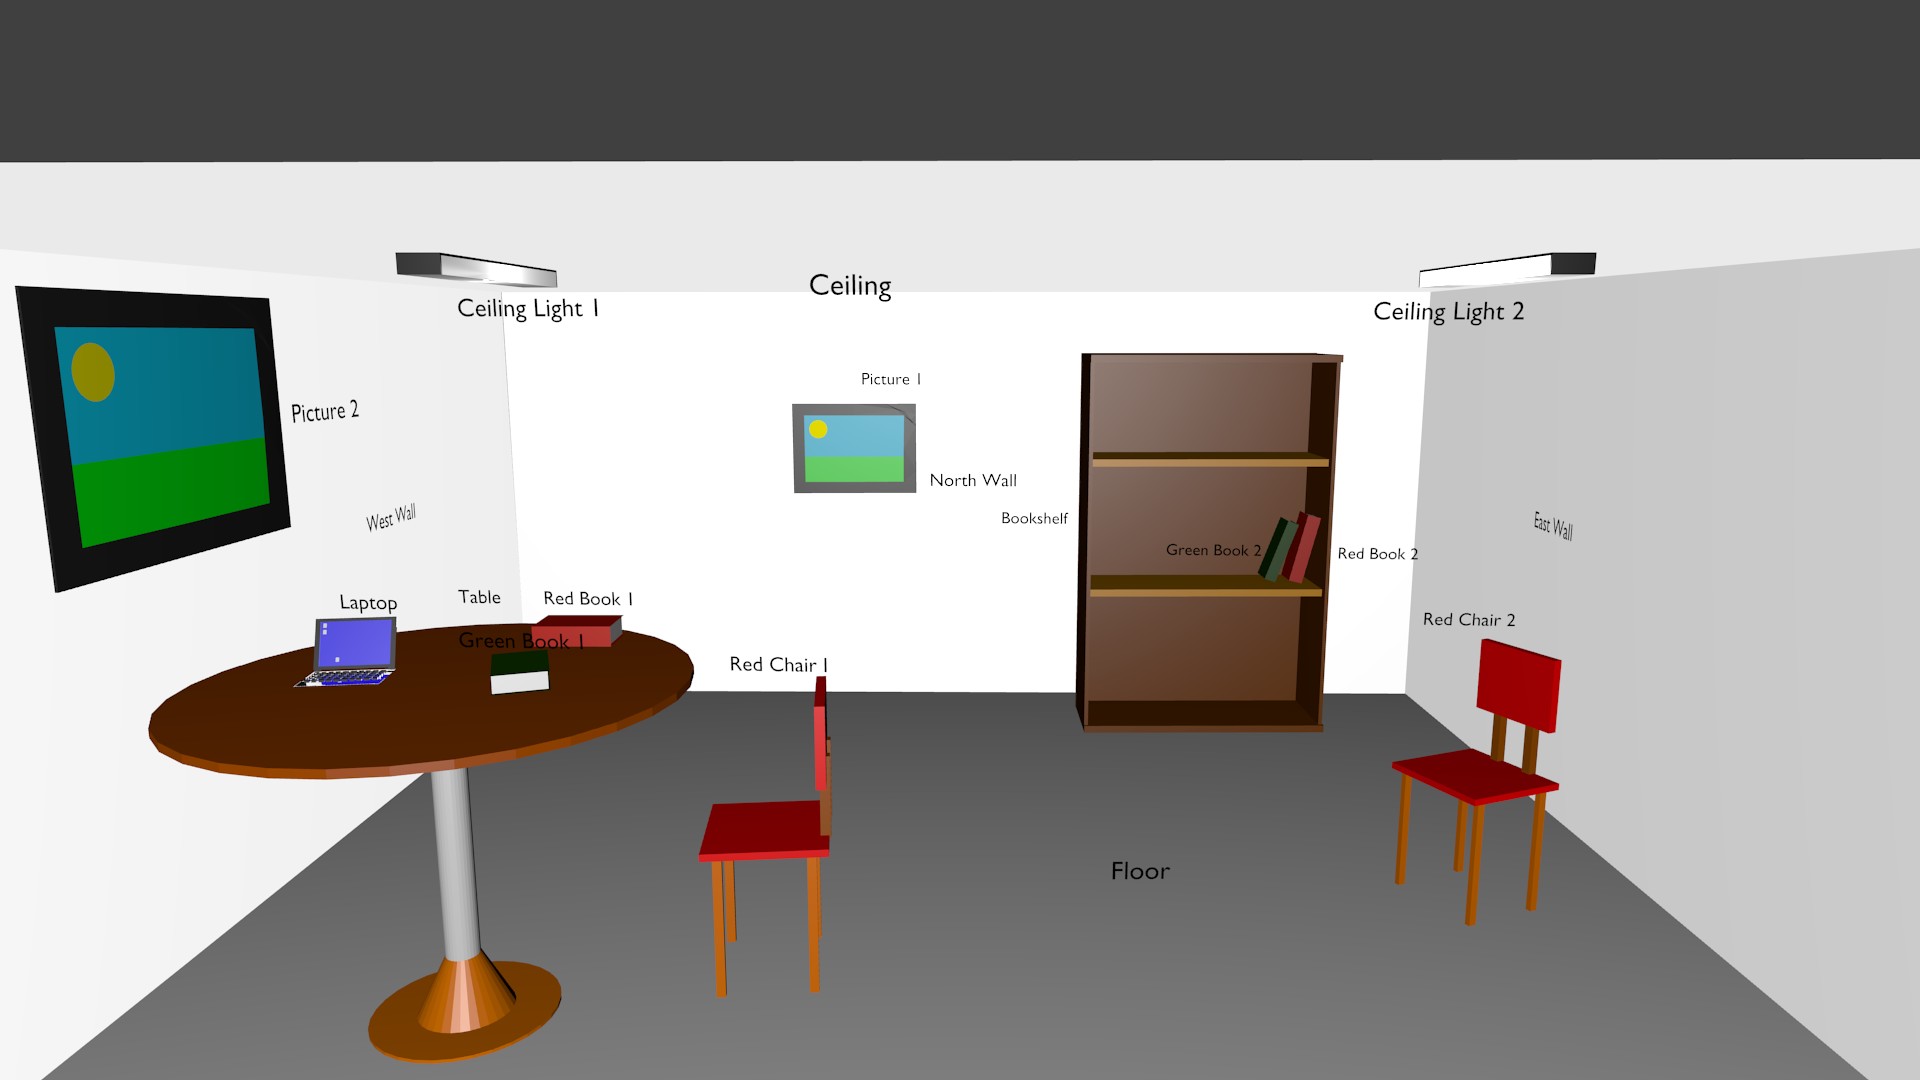 Ceiling
Ceiling Light 1
Ceiling Light 2
Picture 1
Picture 2
North Wall
West Wall
Bookshelf
East Wall
Green Book 2
Red Book 2
Laptop
Table
Red Book 1
Green Book 1
Red Chair 2
Red Chair 1
Floor